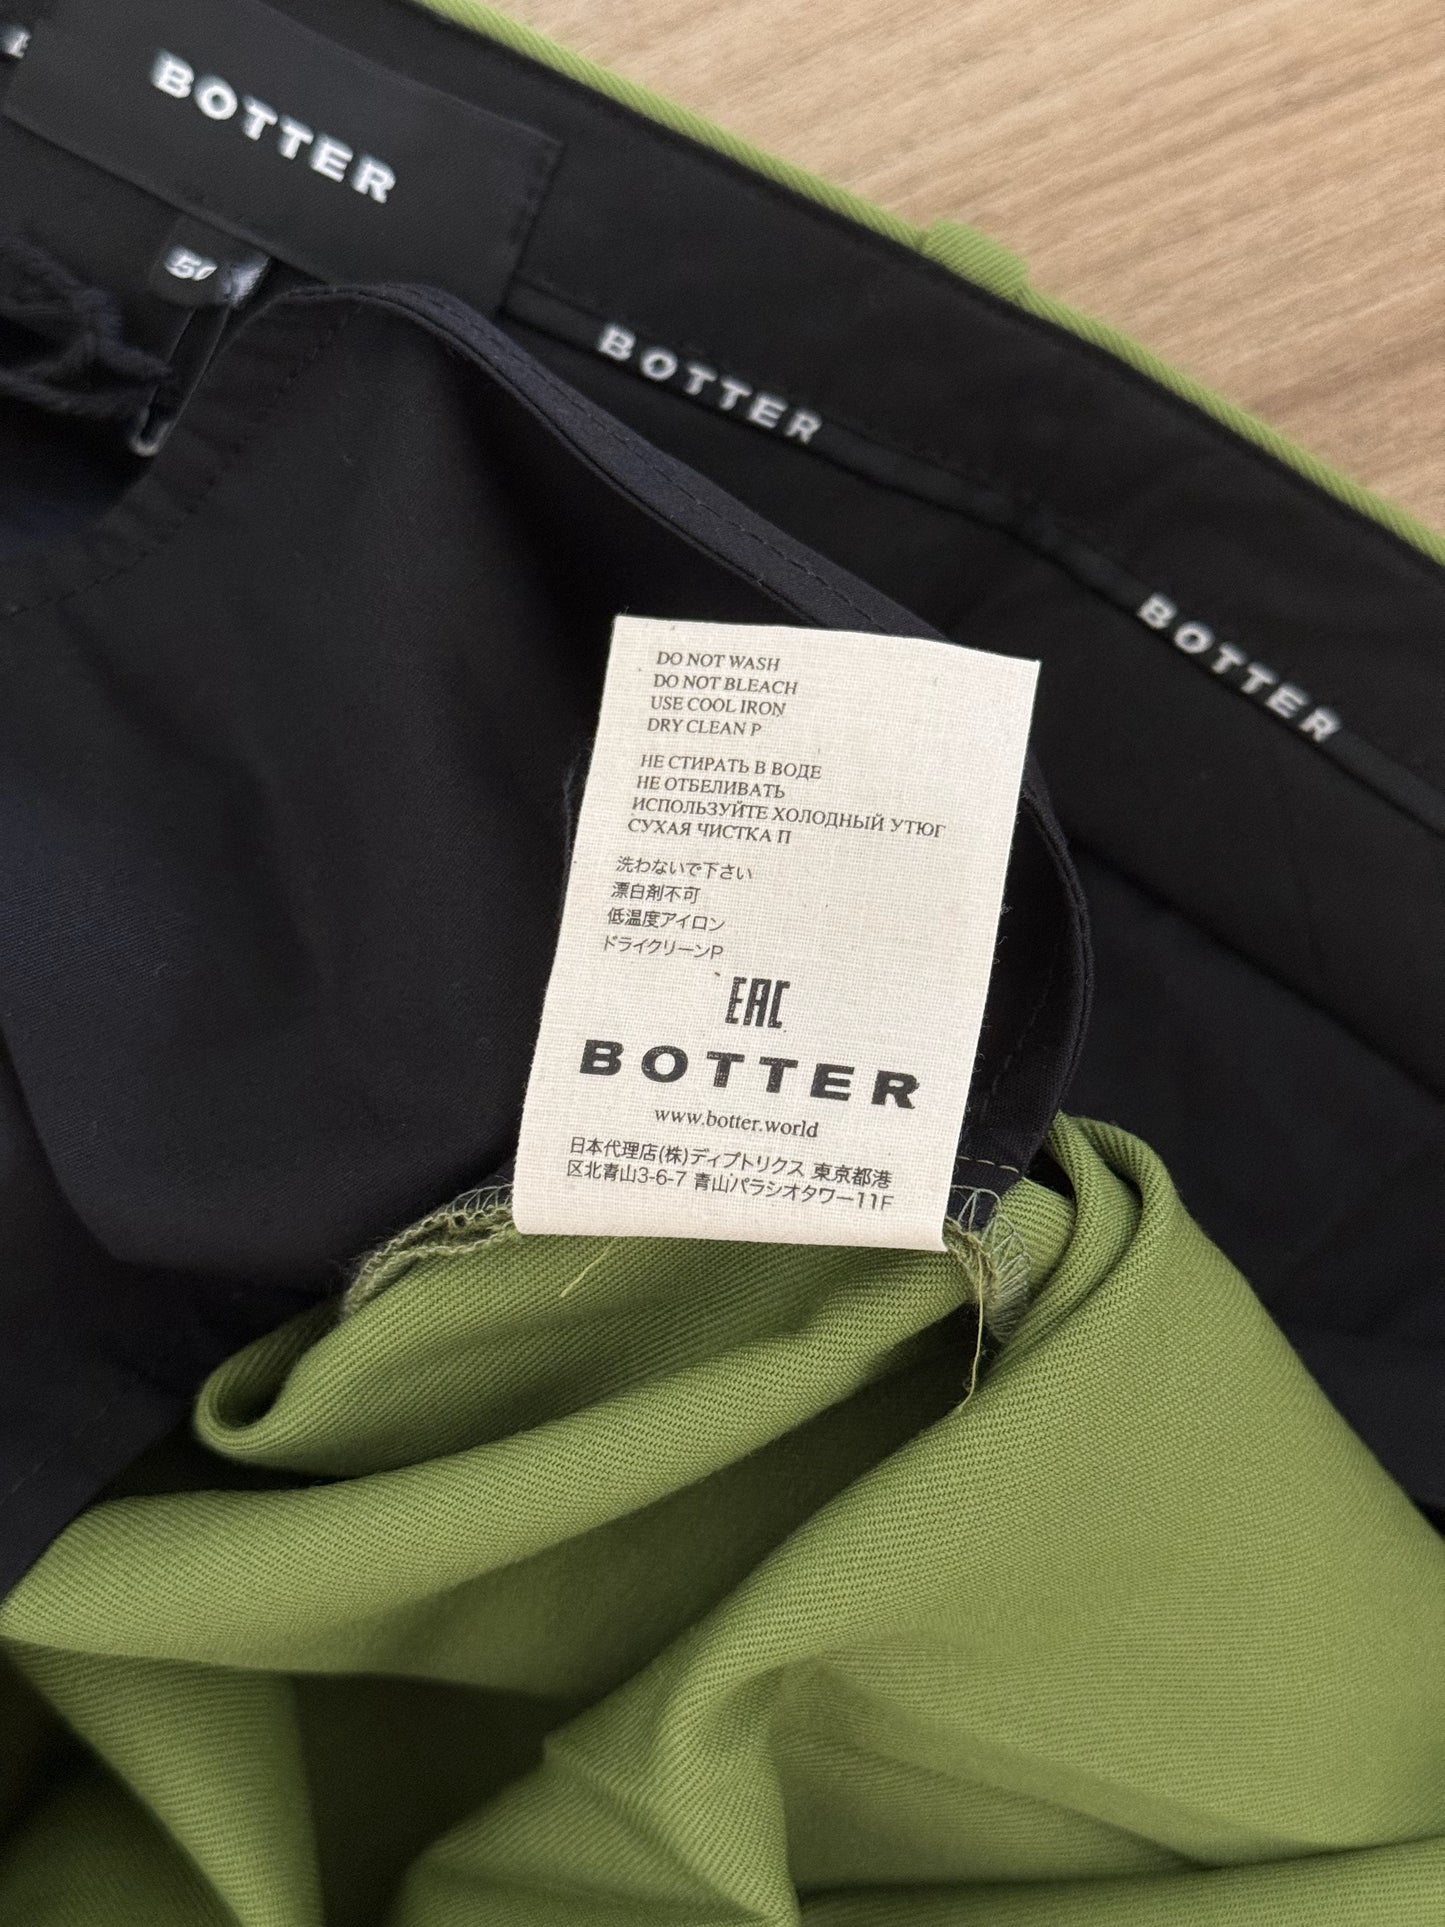 BOTTER
BOTTER
BOTTER
DO NOT WASH
DO NOT BLEACH
USE COOL IRON
DRY CLEAN P
НЕ СТИРАТЬ В ВОДЕ
НЕ ОТБЕЛИВАТЬ
ИСПОЛЬЗУЙТЕ ХОЛОДНЫЙ УТЮГ
СУХАЯ ЧИСТКА П
洗わないで下さい
漂白剤不可
低温度アイロン
ドライクリーンP
EAC
BOTTER
www.botter.world
日本代理店(株)ディプトリクス 東京都港
区北青山3-6-7 青山パラシオタワー11F